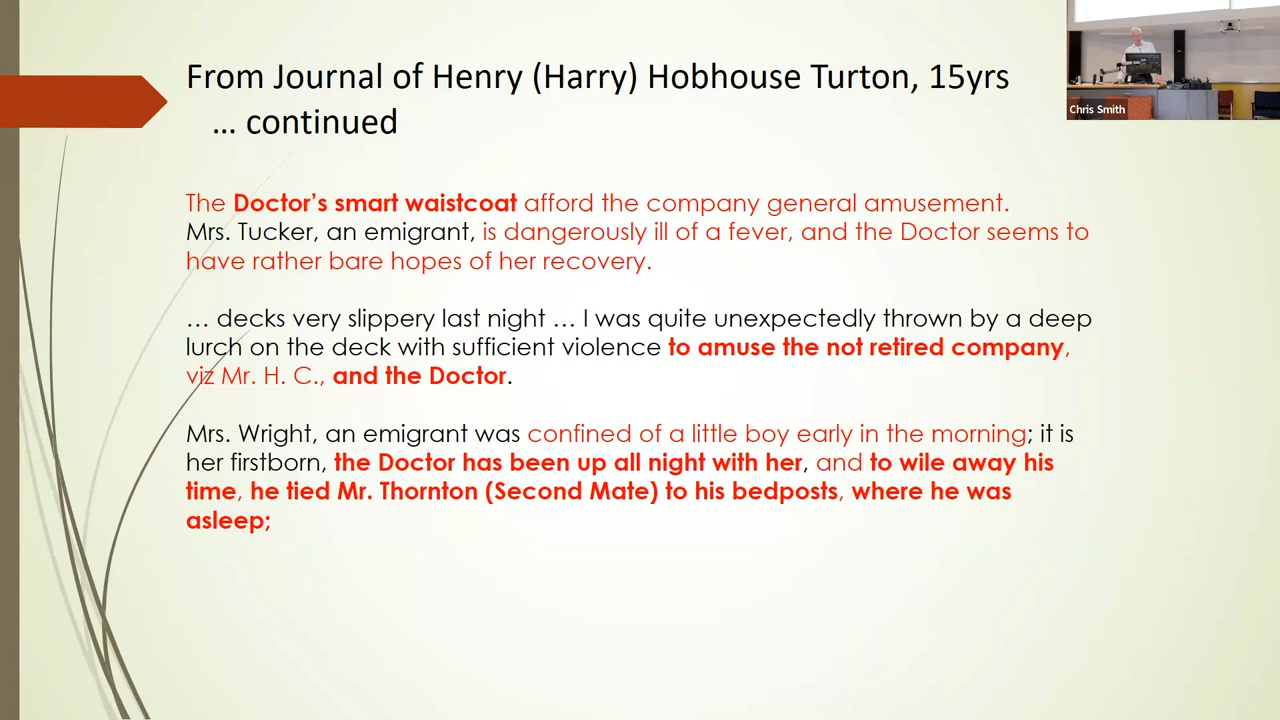 From Journal of Henry (Harry) Hobhouse Turton, 15yrs
... continued
Chris Smith
The Doctor's smart waistcoat afford the company general amusement.
Mrs. Tucker, an emigrant, is dangerously ill of a fever, and the Doctor seems to
have rather bare hopes of her recovery.
... decks very slippery last night ... I was quite unexpectedly thrown by a deep
lurch on the deck with sufficient violence to amuse the not retired company,
viz Mr. H. C., and the Doctor.
Mrs. Wright, an emigrant was confined of a little boy early in the morning; it is
her firstborn, the Doctor has been up all night with her, and to wile away his
time, he tied Mr. Thornton (Second Mate) to his bedposts, where he was
asleep;